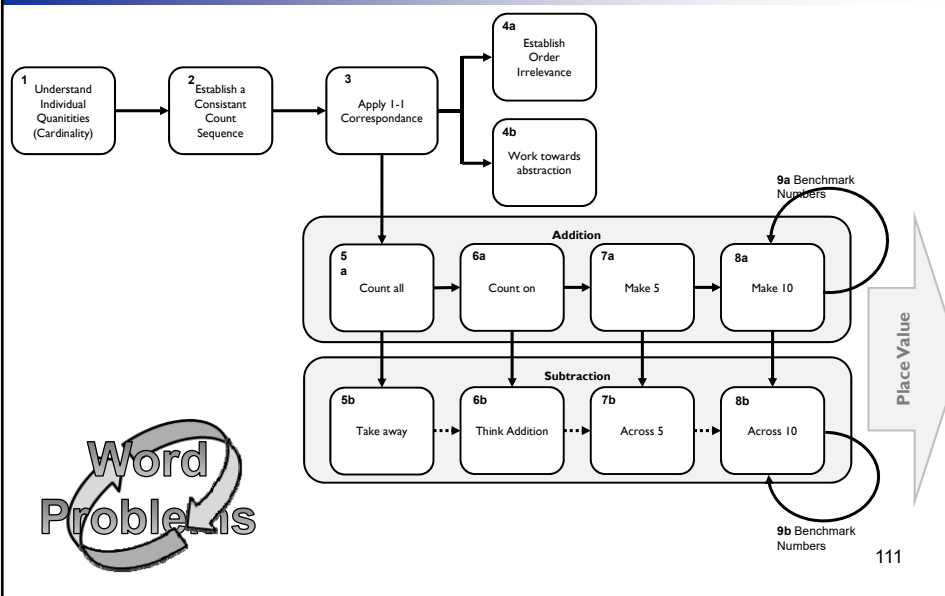 1
Understand
Individual
Quanitities
(Cardinality)
2
Establish a
Consistant
Count
Sequence
3
Apply 1-1
Correspondance
4a
Establish
Order
Irrelevance
4b
Work towards
abstraction
9a Benchmark
Numbers
Addition
5
a
Count all
6a
Count on
7a
Make 5
8a
Make 10
Place Value
Subtraction
5b
Take away
6b
Think Addition
7b
Across 5
8b
Across 10
9b Benchmark
Numbers
Word
Problems
111